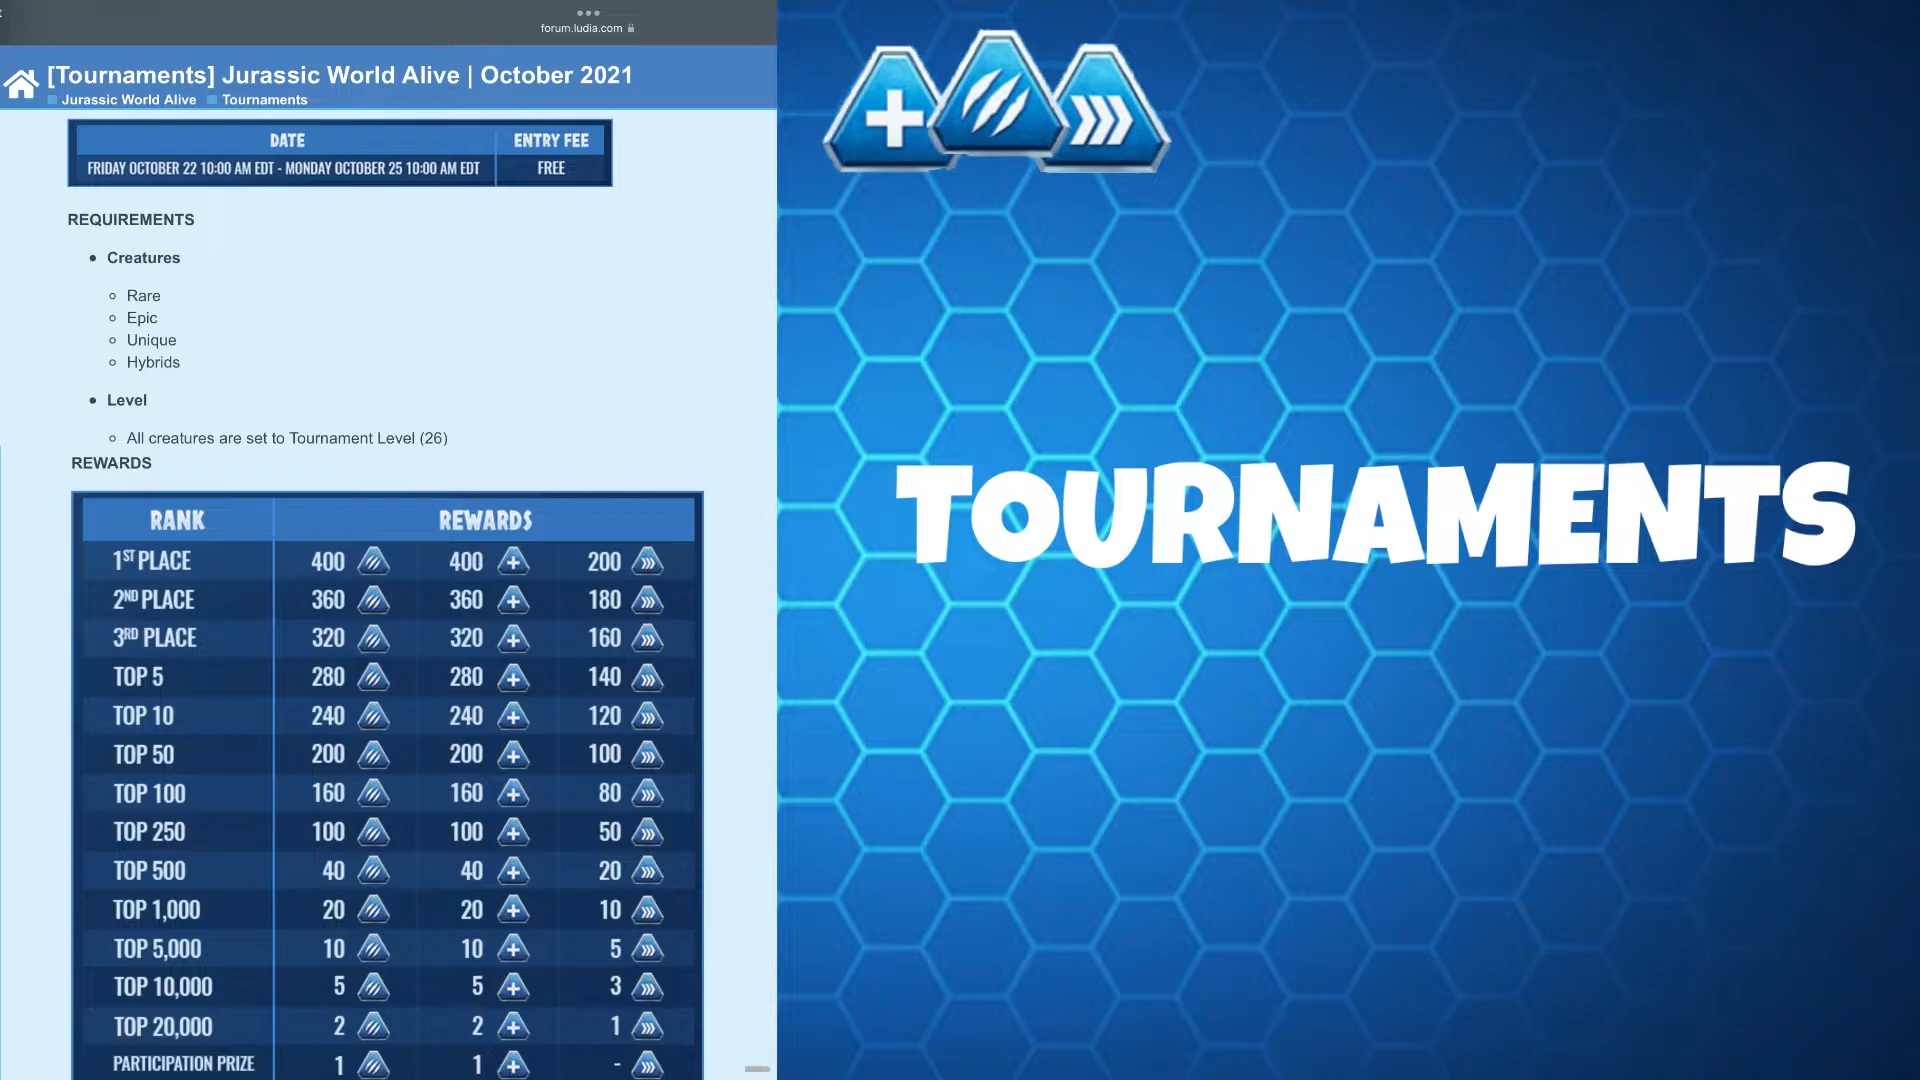 forum.ludia.com
[Tournaments] Jurassic World Alive | October 2021
Jurassic World Alive Tournaments
DATE ENTRY FEE
FRIDAY OCTOBER 22 10:00 AM EDT - MONDAY OCTOBER 25 10:00 AM EDT FREE
REQUIREMENTS
Creatures
Rare
Epic
Unique
Hybrids
Level
All creatures are set to Tournament Level (26)
REWARDS
RANK REWARDS
1ST PLACE 400 400 200
2ND PLACE 360 360 180
3RD PLACE 320 320 160
TOP 5 280 280 140
TOP 10 240 240 120
TOP 50 200 200 100
TOP 100 160 160 80
TOP 250 100 100 50
TOP 500 40 40 20
TOP 1,000 20 20 10
TOP 5,000 10 10 5
TOP 10,000 5 5 3
TOP 20,000 2 2 1
PARTICIPATION PRIZE 1 1 -
TOURNAMENTS